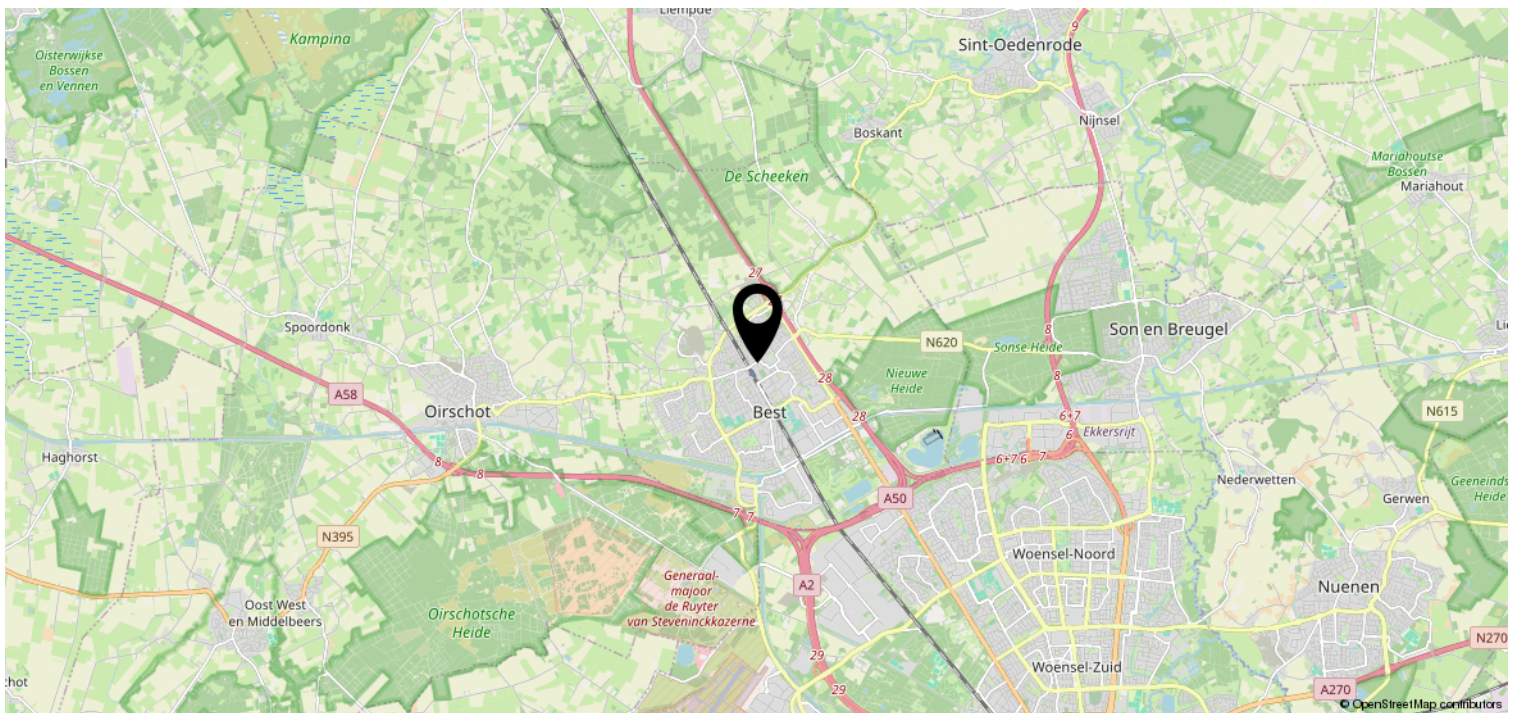 Liempde
9
Kampina
Sint-Oedenrode
Oisterwijkse
Bossen
en Vennen
Nijnsel
Boskant
Mariahoutse
Bossen
Mariahout
De Scheeken
27
Spoordonk
8
Son en Breugel
N620
Sonse Heide
28
Nieuwe
Heide
8
A58
Oirschot
Best
28
6+7
N615
6
Ekkersrijt
Haghorst
8
8
6+7
6
7
Nederwetten
Geeneinds
Heide
Gerwen
A50
7
7
N395
Woensel-Noord
Generaal-
majoor
de Ruyter
van Steveninckkazerne
A2
Nuenen
Oost West
en Middelbeers
Oirschotsche
Heide
N270
29
Woensel-Zuid
29
A270
© OpenStreetMap contributors